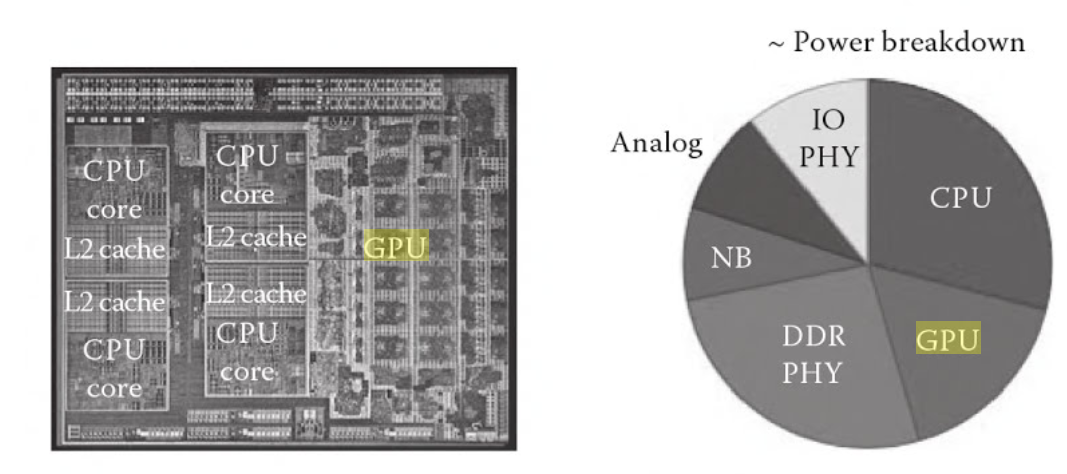 ~ Power breakdown
CPU
core
L2 cache
L2 cache
CPU
core
CPU
core
L2 cache
L2 cache
CPU
core
GPU
Analog
IO
PHY
CPU
NB
DDR
PHY
GPU